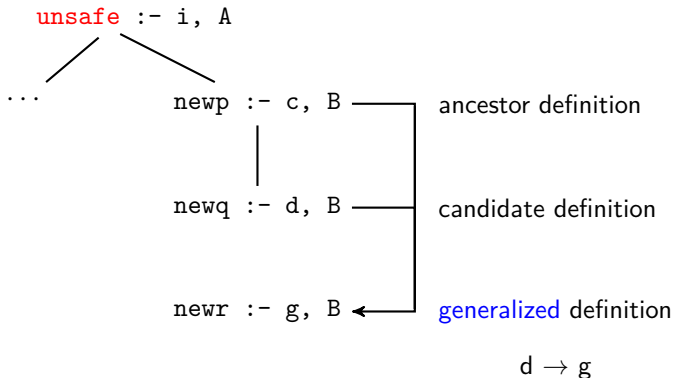 unsafe :- i, A
...
newp :- c, B ancestor definition
newq :- d, B candidate definition
newr :- g, B generalized definition
d → g